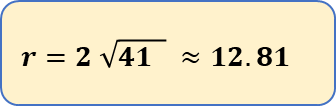 r = 2 √41 ≈ 12.81